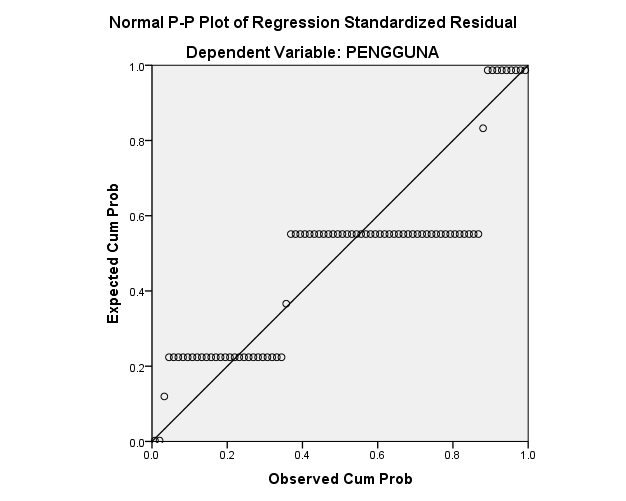 Normal P-P Plot of Regression Standardized Residual
Dependent Variable: PENGGUNA
Expected Cum Prob
1.0
0.8
0.6
0.4
0.2
0.0
0.0 0.2 0.4 0.6 0.8 1.0
Observed Cum Prob